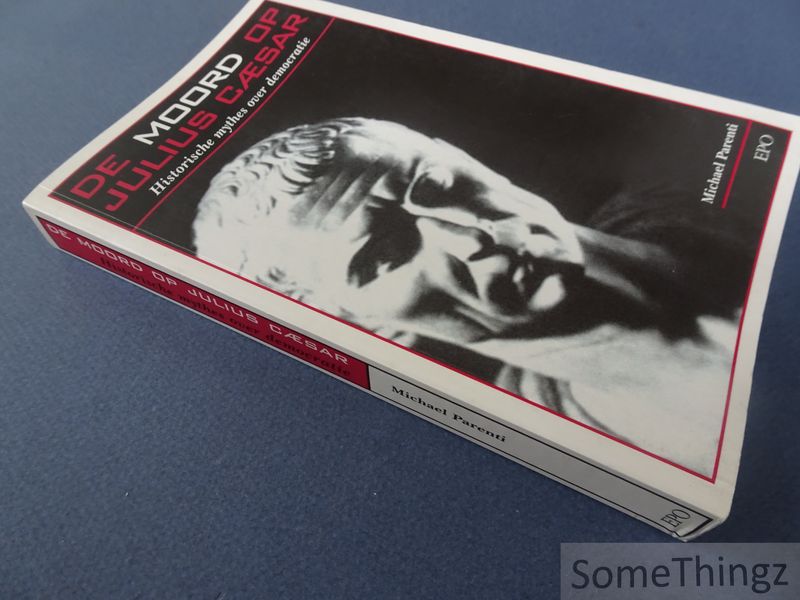 DE MOORD OP
JULIUS CÆSAR
Historische mythes over democratie
Michael Parenti
EPO
DE MOORD OP JULIUS CÆSAR
Historische mythes over democratie
Michael Parenti
EPO
SomeThingz